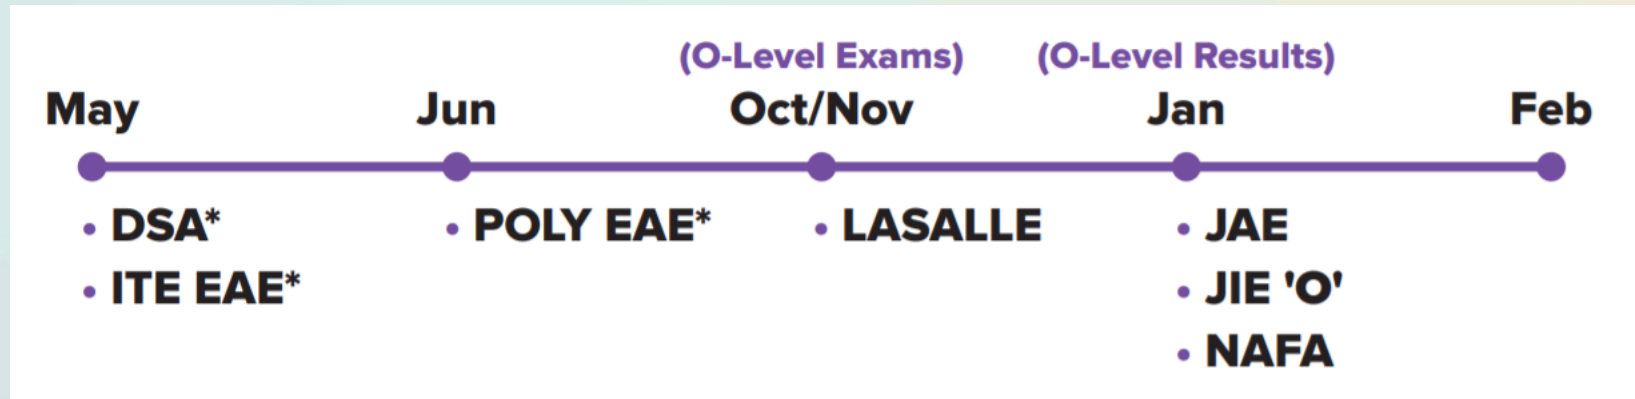 (O-Level Exams) (O-Level Results)
May Jun Oct/Nov Jan Feb
• DSA* • POLY EAE* • LASALLE • JAE
• ITE EAE* • JIE 'O'
• NAFA